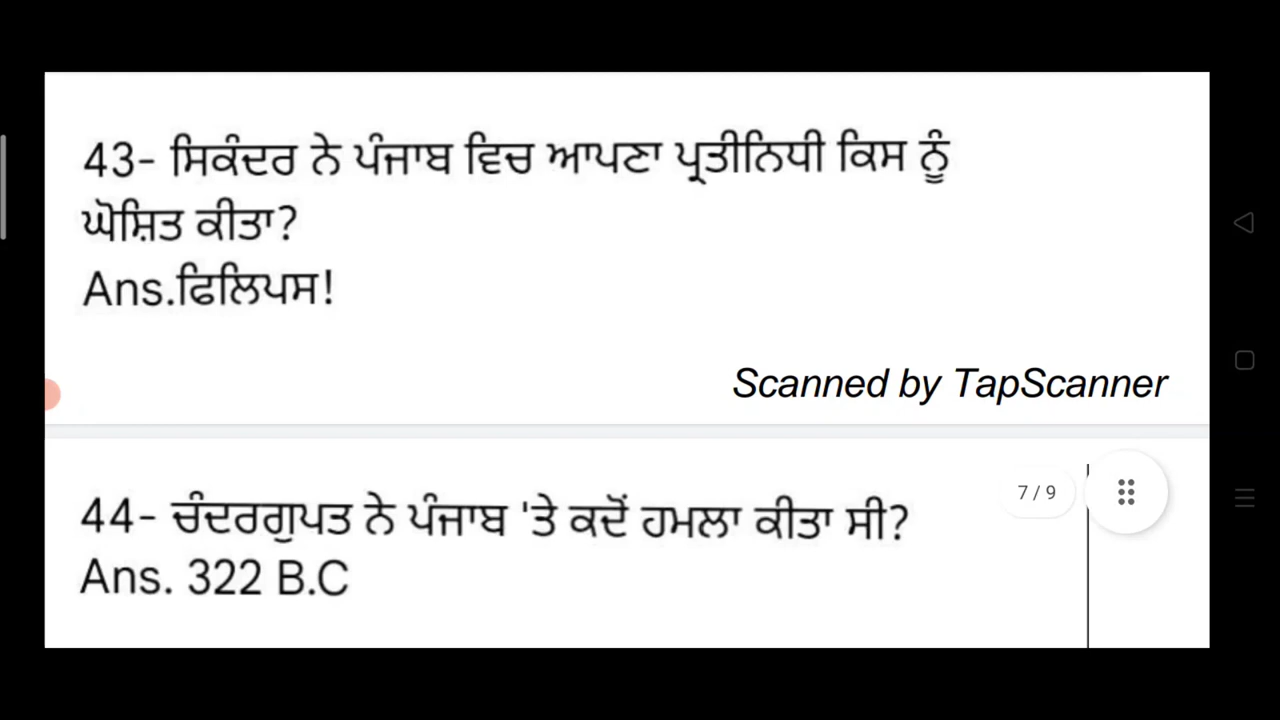 43- ਸਿਕੰਦਰ ਨੇ ਪੰਜਾਬ ਵਿਚ ਆਪਣਾ ਪ੍ਰਤੀਨਿਧੀ ਕਿਸ ਨੂੰ
ਘੋਸ਼ਿਤ ਕੀਤਾ?
Ans.ਫਿਲਿਪਸ!
Scanned by TapScanner
7 / 9
44- ਚੰਦਰਗੁਪਤ ਨੇ ਪੰਜਾਬ 'ਤੇ ਕਦੋਂ ਹਮਲਾ ਕੀਤਾ ਸੀ?
Ans. 322 B.C